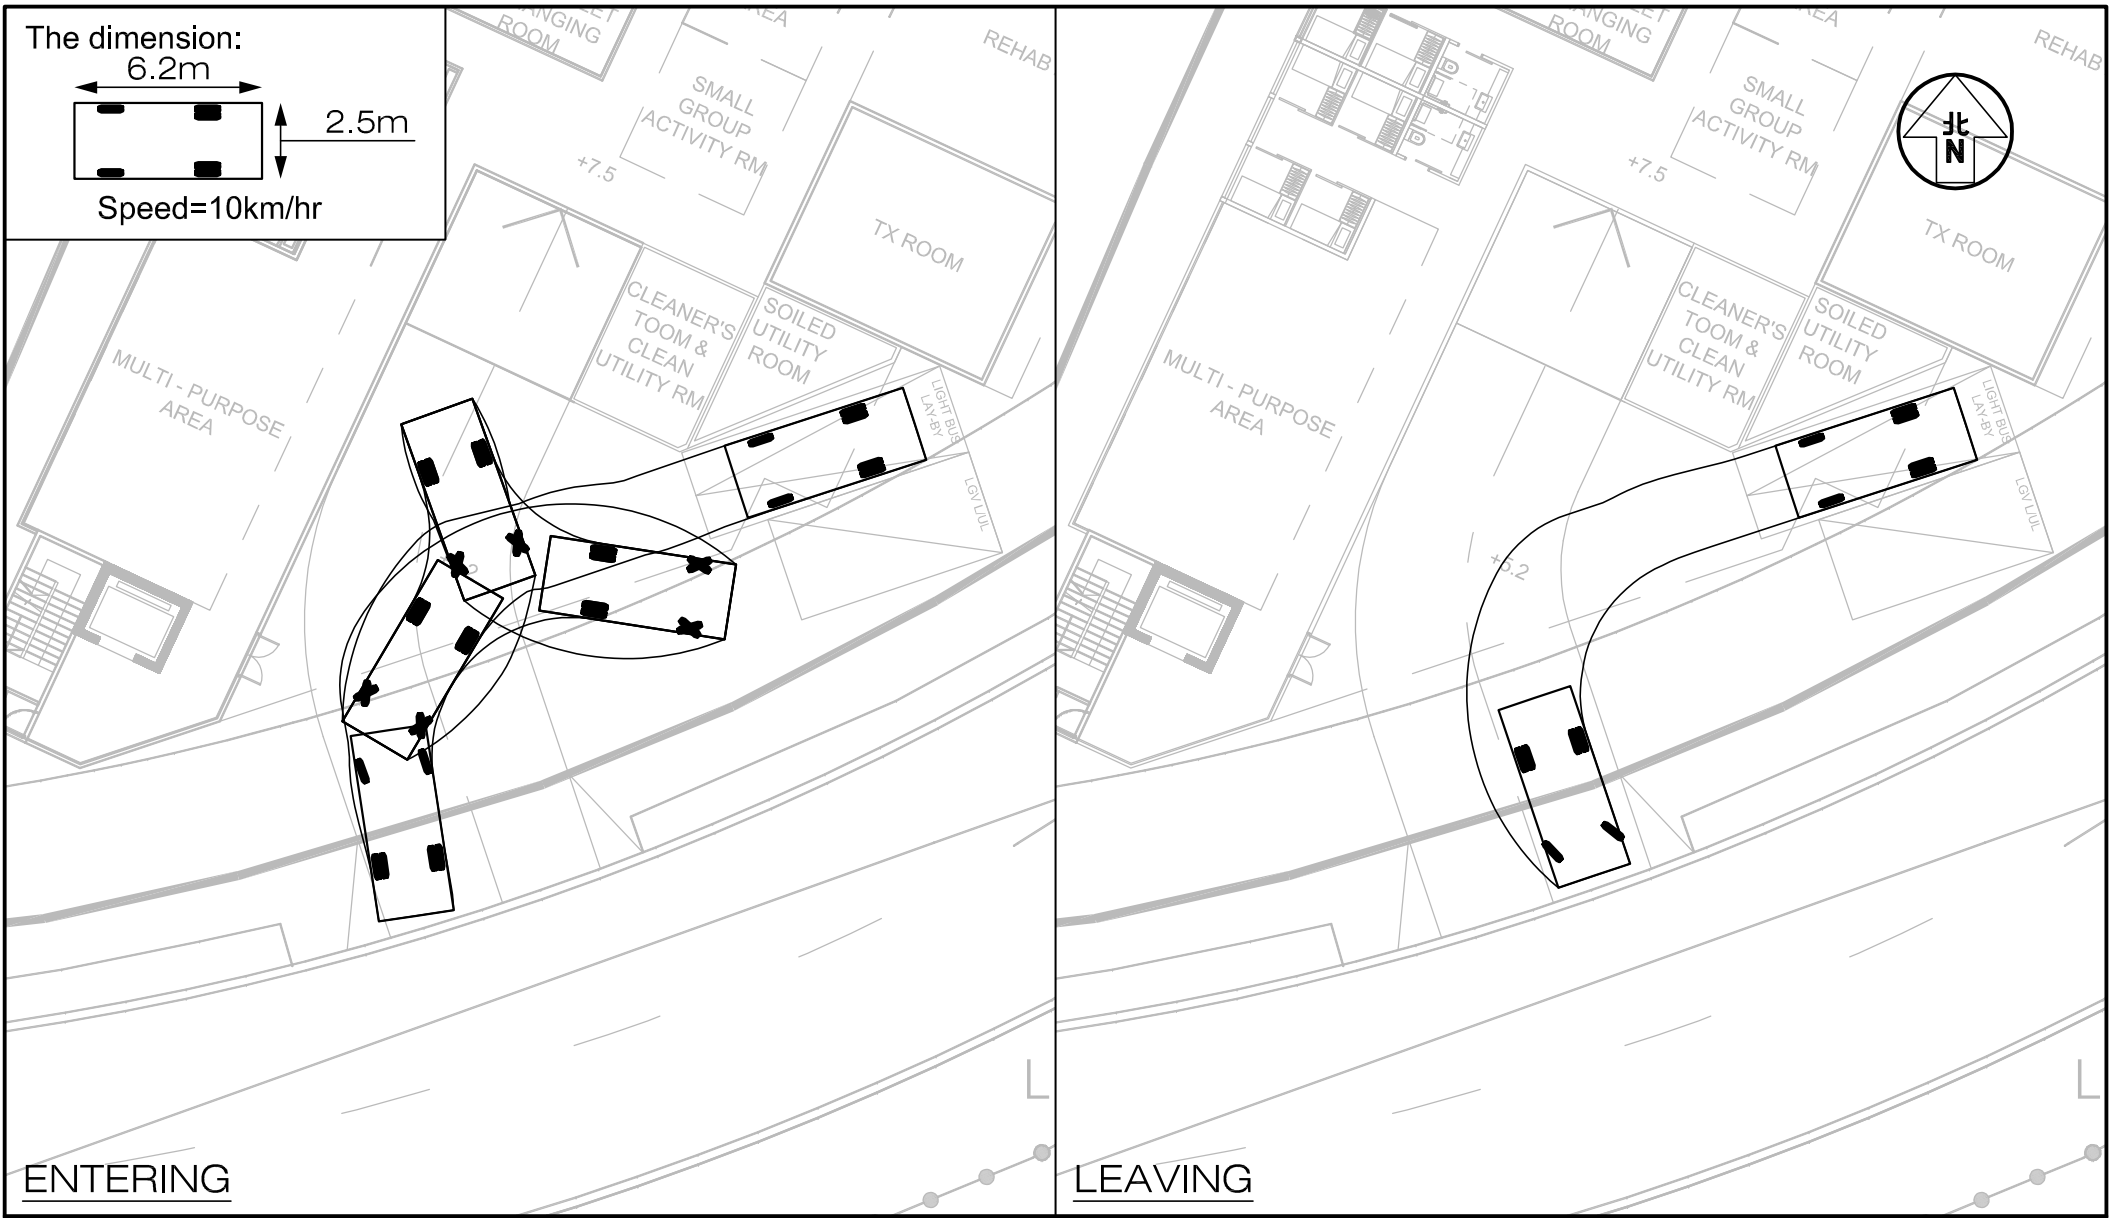 The dimension:
6.2m
2.5m
Speed=10km/hr
ANGING
ROOM
SMALL
GROUP
ACTIVITY RM
REHAB
+7.5
TX ROOM
CLEANER'S
TOOM &
CLEAN
UTILITY RM
SOILED
UTILITY
ROOM
MULTI - PURPOSE
AREA
LIGHT BUS
LAY-BY
LGV L/UL
L
ENTERING
ANGING
ROOM
SMALL
GROUP
ACTIVITY RM
REHAB
北
N
+7.5
TX ROOM
CLEANER'S
TOOM &
CLEAN
UTILITY RM
SOILED
UTILITY
ROOM
MULTI - PURPOSE
AREA
LIGHT BUS
LAY-BY
LGV L/UL
+5.2
L
LEAVING